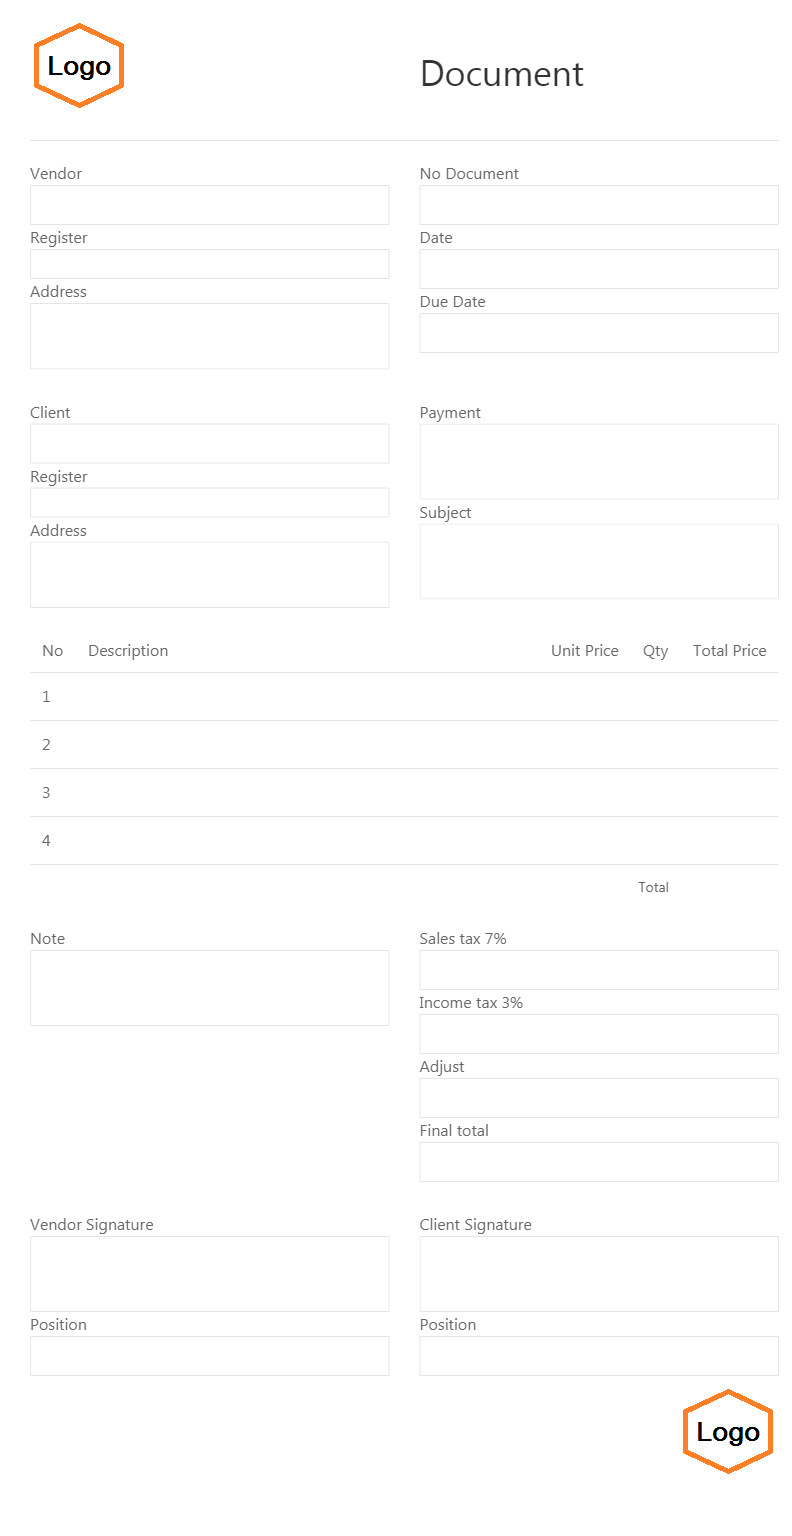 Logo
Document
Vendor
No Document
Register
Date
Address
Due Date
Client
Payment
Register
Subject
Address
No Description Unit Price Qty Total Price
1
2
3
4
Total
Note
Sales tax 7%
Income tax 3%
Adjust
Final total
Vendor Signature
Client Signature
Position
Position
Logo